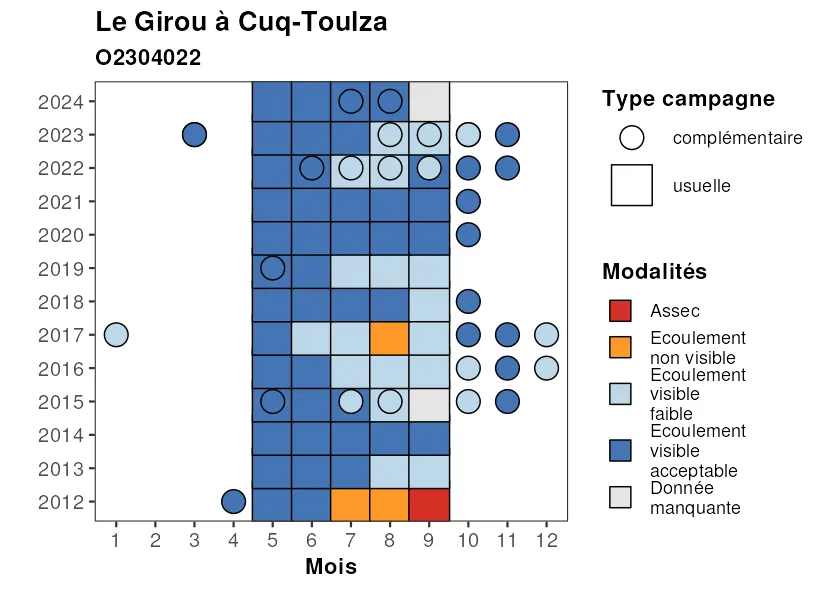 Le Girou à Cuq-Toulza
O2304022
2024
2023
2022
2021
2020
2019
2018
2017
2016
2015
2014
2013
2012
1 2 3 4 5 6 7 8 9 10 11 12
Mois
Type campagne
complémentaire
usuelle
Modalités
Assec
Ecoulement
non visible
Ecoulement
visible
faible
Ecoulement
visible
acceptable
Donnée
manquante